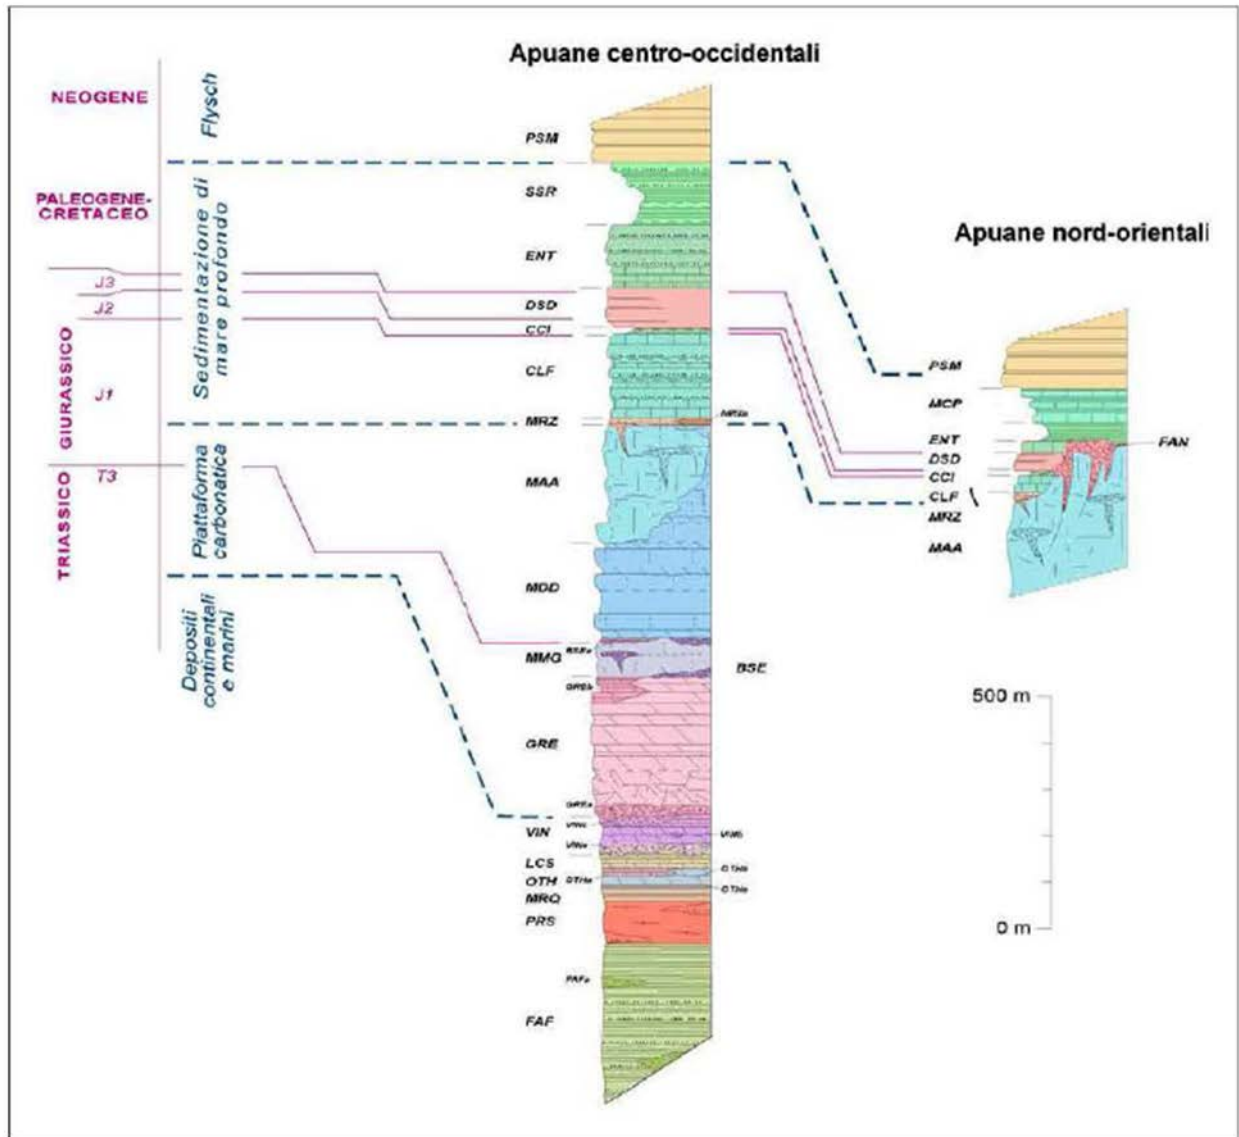 Apuane centro-occidentali
NEOGENE
Flysch
PSM
PALEOGENE-
CRETACEO
Sedimentazione di
mare profondo
SSR
ENT
J3
J2
DSD
CCI
GIURASSICO
J1
CLF
MRZ
TRIASSICO
T3
Piattaforma
carbonatica
MAA
MDD
Depositi
continentali
e marini
MMG
BSE
GRE
VIN
LCS
OTH
MRQ
PRS
FAF
Apuane nord-orientali
PSM
MCP
ENT
DSD
CCI
CLF
MRZ
MAA
FAN
500 m
0 m